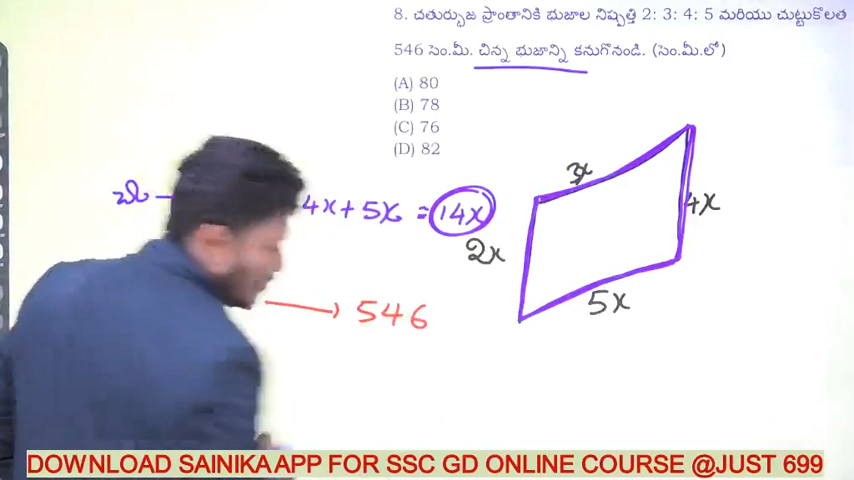 8. చతుర్భుజ ప్రాంతానికి భుజాల నిష్పత్తి 2: 3: 4: 5 మరియు చుట్టుకొలత
546 సెం.మీ. చిన్న భుజాన్ని కనుగొనండి. (సెం.మీ.లో)
(A) 80
(B) 78
(C) 76
(D) 82
3x
4x+5x = 14x
4x
2x
5x
546
DOWNLOAD SAINIKA APP FOR SSC GD ONLINE COURSE @JUST 699